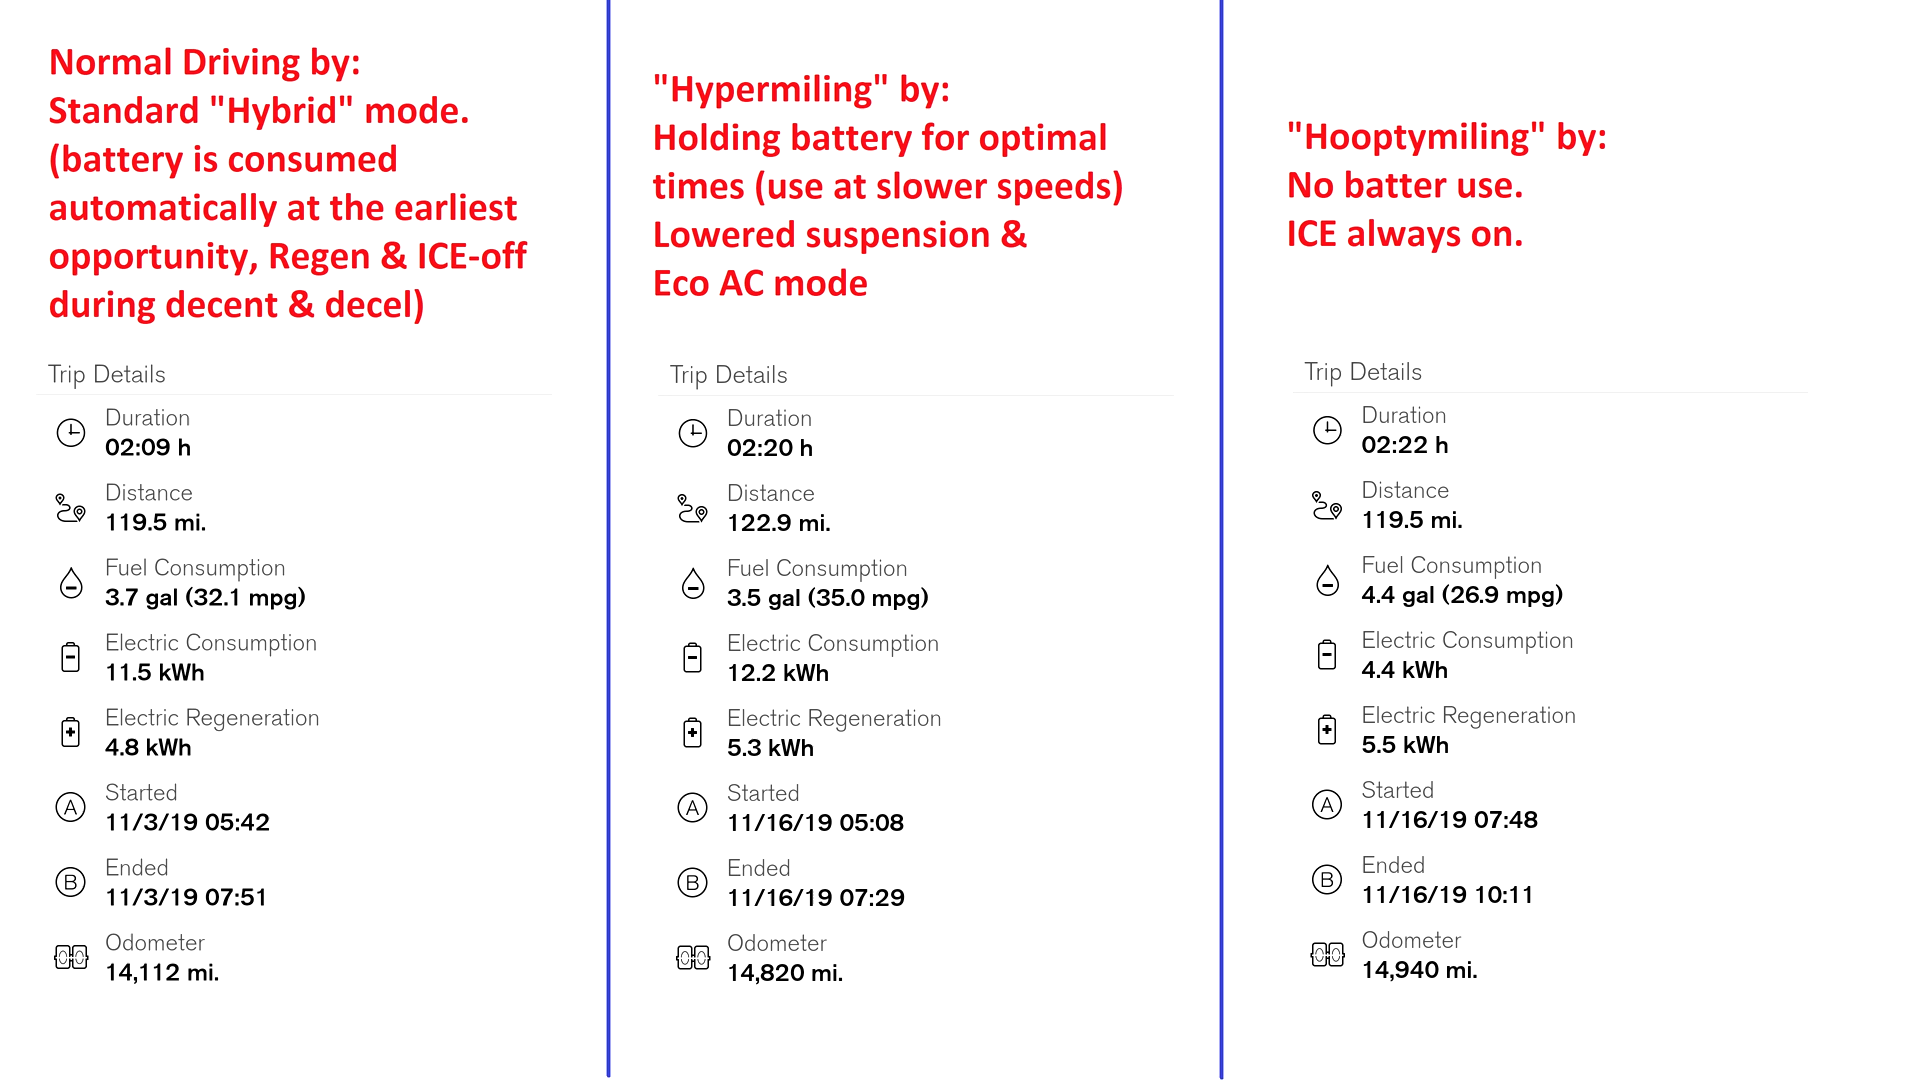 Normal Driving by:
Standard "Hybrid" mode.
(battery is consumed
automatically at the earliest
opportunity, Regen & ICE-off
during decent & decel)
Trip Details
Duration
02:09 h
Distance
119.5 mi.
Fuel Consumption
3.7 gal (32.1 mpg)
Electric Consumption
11.5 kWh
Electric Regeneration
4.8 kWh
A
Started
11/3/19 05:42
B
Ended
11/3/19 07:51
Odometer
14,112 mi.
"Hypermiling" by:
Holding battery for optimal
times (use at slower speeds)
Lowered suspension &
Eco AC mode
Trip Details
Duration
02:20 h
Distance
122.9 mi.
Fuel Consumption
3.5 gal (35.0 mpg)
Electric Consumption
12.2 kWh
Electric Regeneration
5.3 kWh
A
Started
11/16/19 05:08
B
Ended
11/16/19 07:29
Odometer
14,820 mi.
"Hooptymiling" by:
No batter use.
ICE always on.
Trip Details
Duration
02:22 h
Distance
119.5 mi.
Fuel Consumption
4.4 gal (26.9 mpg)
Electric Consumption
4.4 kWh
Electric Regeneration
5.5 kWh
A
Started
11/16/19 07:48
B
Ended
11/16/19 10:11
Odometer
14,940 mi.